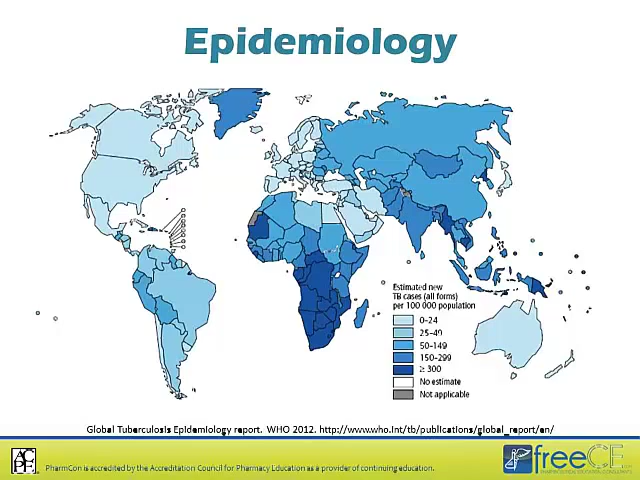 Epidemiology
Estimated new
TB cases (all forms)
per 100 000 population
0–24
25–49
50–149
150–299
≥ 300
No estimate
Not applicable
Global Tuberculosis Epidemiology report. WHO 2012. http://www.who.int/tb/publications/global_report/en/
ACPE
PharmCon is accredited by the Accreditation Council for Pharmacy Education as a provider of continuing education.
freeCE